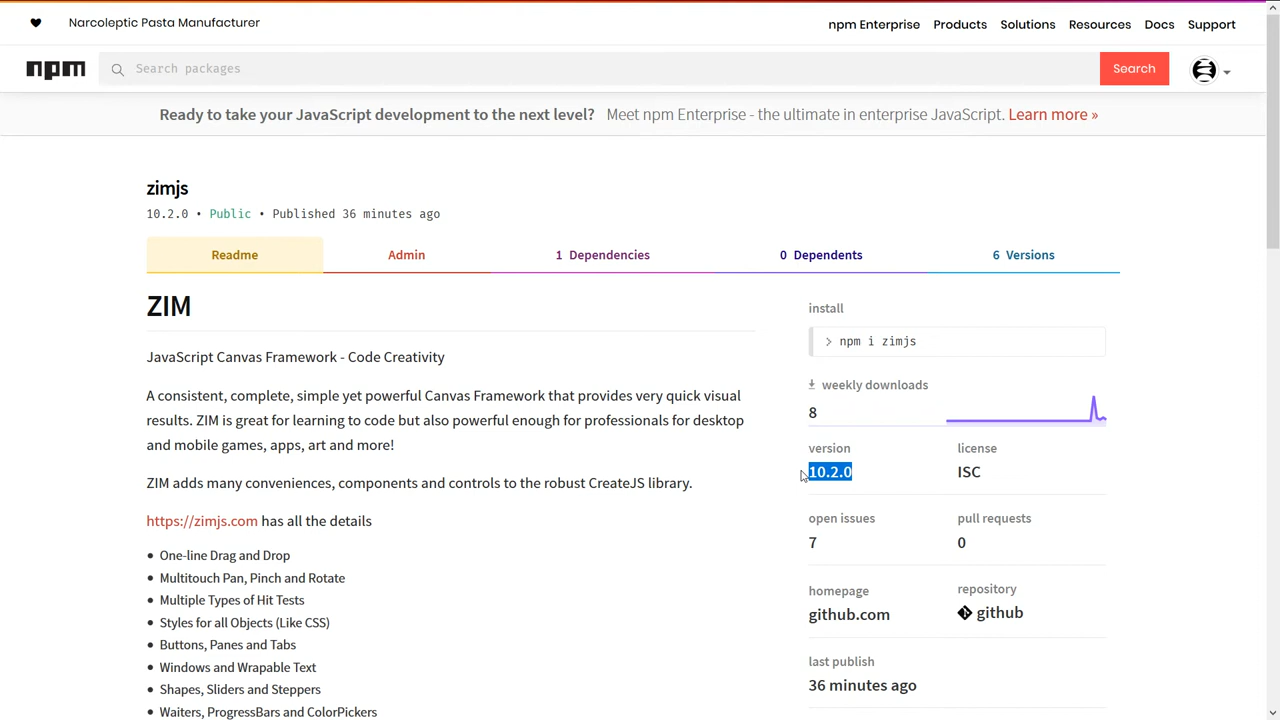 ♥ Narcoleptic Pasta Manufacturer
npm Enterprise Products Solutions Resources Docs Support
npm Search packages Search
Ready to take your JavaScript development to the next level? Meet npm Enterprise - the ultimate in enterprise JavaScript. Learn more »
zimjs
10.2.0 • Public • Published 36 minutes ago
Readme Admin 1 Dependencies 0 Dependents 6 Versions
ZIM
JavaScript Canvas Framework - Code Creativity
A consistent, complete, simple yet powerful Canvas Framework that provides very quick visual
results. ZIM is great for learning to code but also powerful enough for professionals for desktop
and mobile games, apps, art and more!
ZIM adds many conveniences, components and controls to the robust CreateJS library.
https://zimjs.com has all the details
• One-line Drag and Drop
• Multitouch Pan, Pinch and Rotate
• Multiple Types of Hit Tests
• Styles for all Objects (Like CSS)
• Buttons, Panes and Tabs
• Windows and Wrapable Text
• Shapes, Sliders and Steppers
• Waiters, ProgressBars and ColorPickers
install
> npm i zimjs
weekly downloads
8
version license
10.2.0 ISC
open issues pull requests
7 0
homepage repository
github.com github
last publish
36 minutes ago